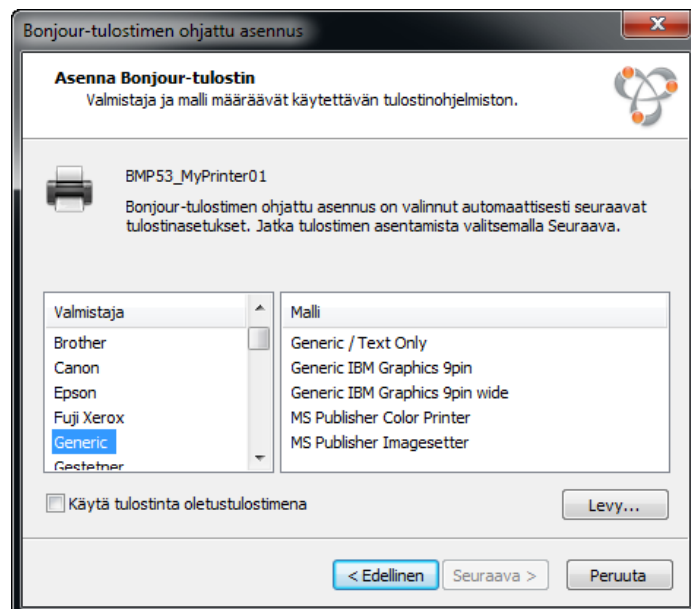 Bonjour-tulostimen ohjattu asennus
Asenna Bonjour-tulostin
Valmistaja ja malli määräävät käytettävän tulostinohjelmiston.
BMP53_MyPrinter01
Bonjour-tulostimen ohjattu asennus on valinnut automaattisesti seuraavat
tulostinasetukset. Jatka tulostimen asentamista valitsemalla Seuraava.
Valmistaja
Brother
Canon
Epson
Fuji Xerox
Generic
Gestetner
Malli
Generic / Text Only
Generic IBM Graphics 9pin
Generic IBM Graphics 9pin wide
MS Publisher Color Printer
MS Publisher Imagesetter
Käytä tulostinta oletustulostimena
Levy...
< Edellinen
Seuraava >
Peruuta